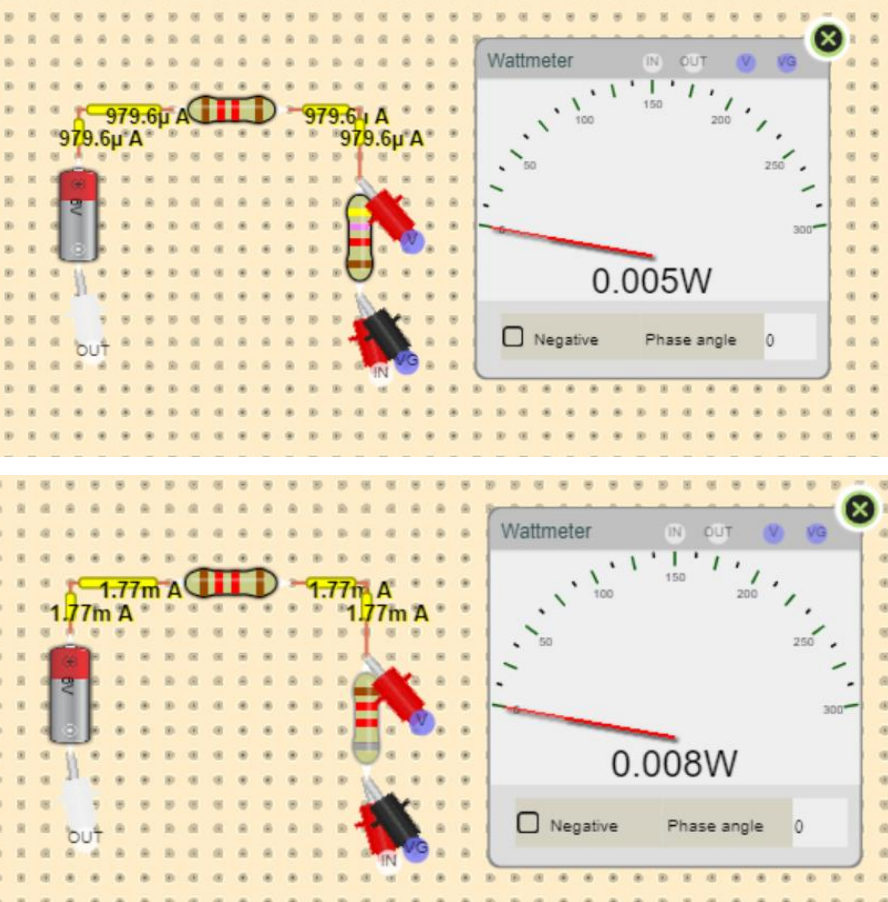 Wattmeter IN OUT V VG
50 100 150 200 250
0 300
979.6µ A 979.6µ A
979.6µ A 979.6µ A
V
0.005W
Negative Phase angle 0
OUT
VG
IN
Wattmeter IN OUT V VG
50 100 150 200 250
0 300
1.77m A 1.77m A
1.77m A 1.77m A
V
0.008W
Negative Phase angle 0
OUT
VG
IN